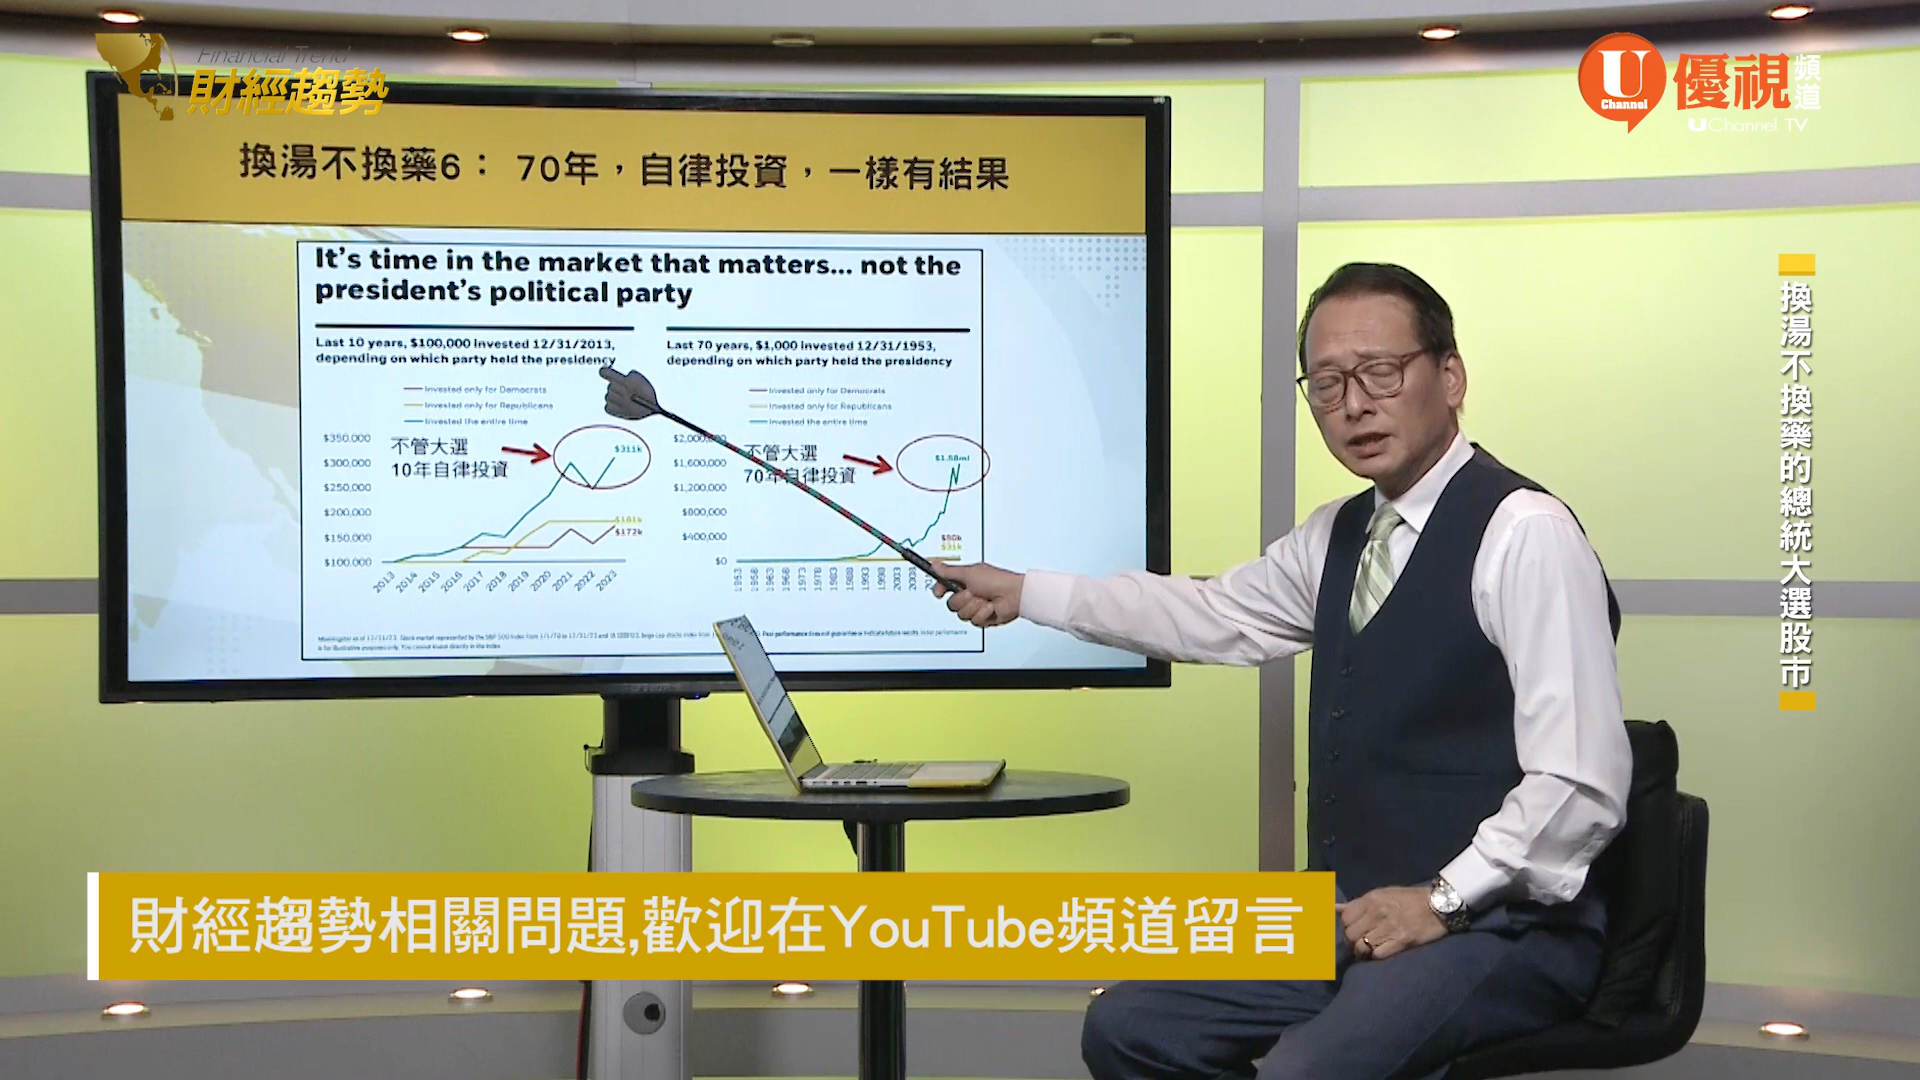 Financial Trend
財經趨勢
U
Channel
優視
頻道
UChannel TV
換湯不換藥6： 70年，自律投資，一樣有結果
It's time in the market that matters... not the
president's political party
Last 10 years, $100,000 invested 12/31/2013,
depending on which party held the presidency
Invested only for Democrats
Invested only for Republicans
Invested the entire time
$350,000
$300,000
$250,000
$200,000
$150,000
$100,000
不管大選
10年自律投資
$311k
$181k
$172k
2013 2014 2015 2016 2017 2018 2019 2020 2021 2022 2023
Last 70 years, $1,000 invested 12/31/1953,
depending on which party held the presidency
Invested only for Democrats
Invested only for Republicans
Invested the entire time
$2,000,000
$1,600,000
$1,200,000
$800,000
$400,000
$0
不管大選
70年自律投資
$1.68ml
1953 1958 1963 1968 1973 1978 1983 1988 1993 1998 2003 2008
換湯不換藥的總統大選股市
財經趨勢相關問題,歡迎在YouTube頻道留言